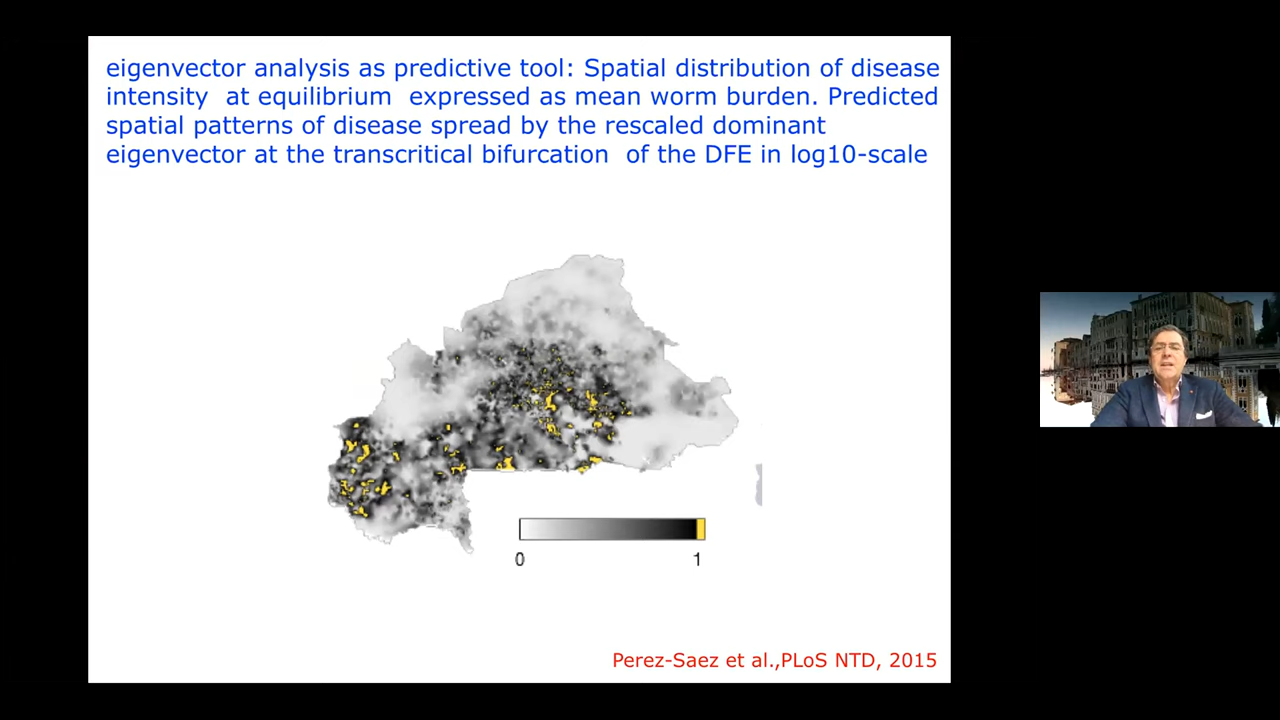 eigenvector analysis as predictive tool: Spatial distribution of disease
intensity at equilibrium expressed as mean worm burden. Predicted
spatial patterns of disease spread by the rescaled dominant
eigenvector at the transcritical bifurcation of the DFE in log10-scale
0 1
Perez-Saez et al.,PLoS NTD, 2015